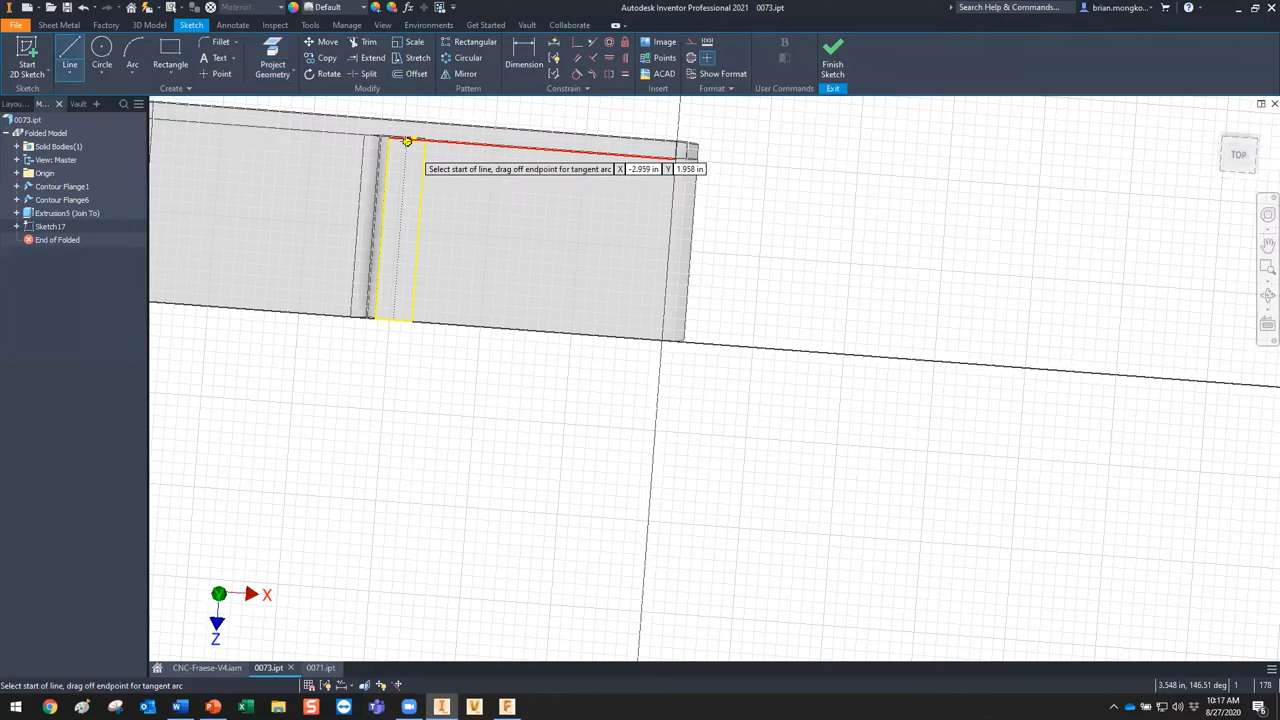 Material
Default
Autodesk Inventor Professional 2021 0073.ipt
Search Help & Commands...
brian.mongko...
File Sheet Metal Factory 3D Model Sketch Annotate Inspect Tools Manage View Environments Get Started Vault Collaborate
Start
2D Sketch
Line
Circle
Arc
Rectangle
Fillet
Text
Point
Project
Geometry
Move
Copy
Rotate
Trim
Extend
Split
Scale
Stretch
Offset
Rectangular
Circular
Mirror
Dimension
Image
Points
ACAD
Show Format
Finish
Sketch
Sketch Create Modify Pattern Constrain Insert Format User Commands Exit
Layou... M... Vault
0073.ipt
Folded Model
Solid Bodies(1)
View: Master
Origin
Contour Flange1
Contour Flange6
Extrusion5 (Join To)
Sketch17
End of Folded
Select start of line, drag off endpoint for tangent arc X -2.959 in Y 1.958 in
TOP
X
Z
CNC-Fraese-V4.iam 0073.ipt 0071.ipt
Select start of line, drag off endpoint for tangent arc
3.548 in, 146.51 deg 1 178
10:17 AM
8/27/2020
6